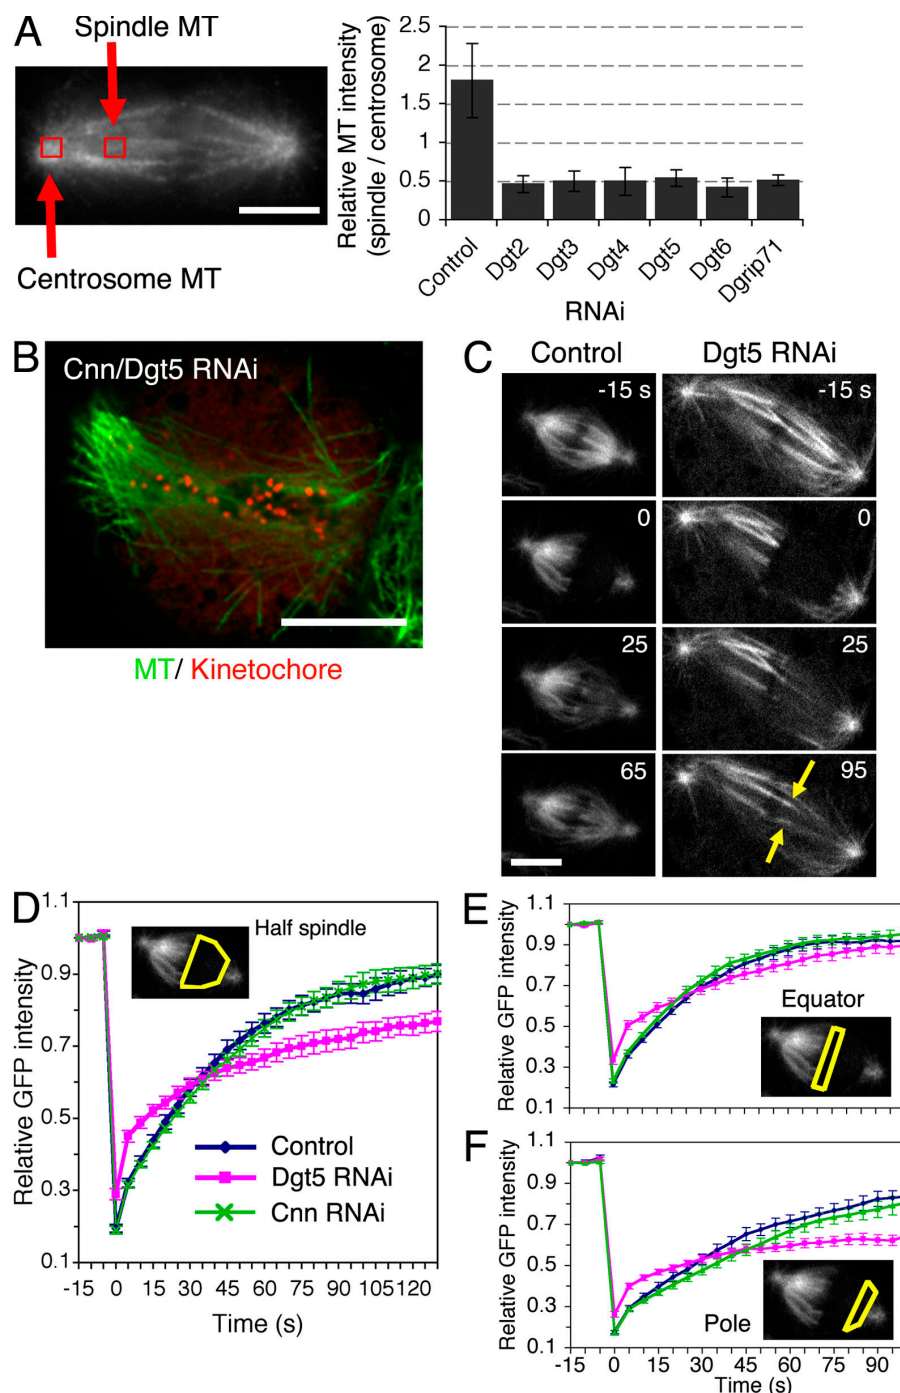 A
Spindle MT
Centrosome MT
Relative MT intensity
(spindle / centrosome)
2.5
2
1.5
1
0.5
0
Control
Dgt2
Dgt3
Dgt4
Dgt5
Dgt6
Dgrip71
RNAi
B
Cnn/Dgt5 RNAi
MT/ Kinetochore
C
Control
Dgt5 RNAi
-15 s
-15 s
0
0
25
25
65
95
D
Half spindle
Relative GFP intensity
1.1
0.9
0.7
0.5
0.3
0.1
Control
Dgt5 RNAi
Cnn RNAi
-15 0 15 30 45 60 75 90 105 120
Time (s)
E
Relative GFP intensity
1.1
0.9
0.7
0.5
0.3
0.1
Equator
F
Relative GFP intensity
1.1
0.9
0.7
0.5
0.3
0.1
Pole
-15 0 15 30 45 60 75 90
Time (s)